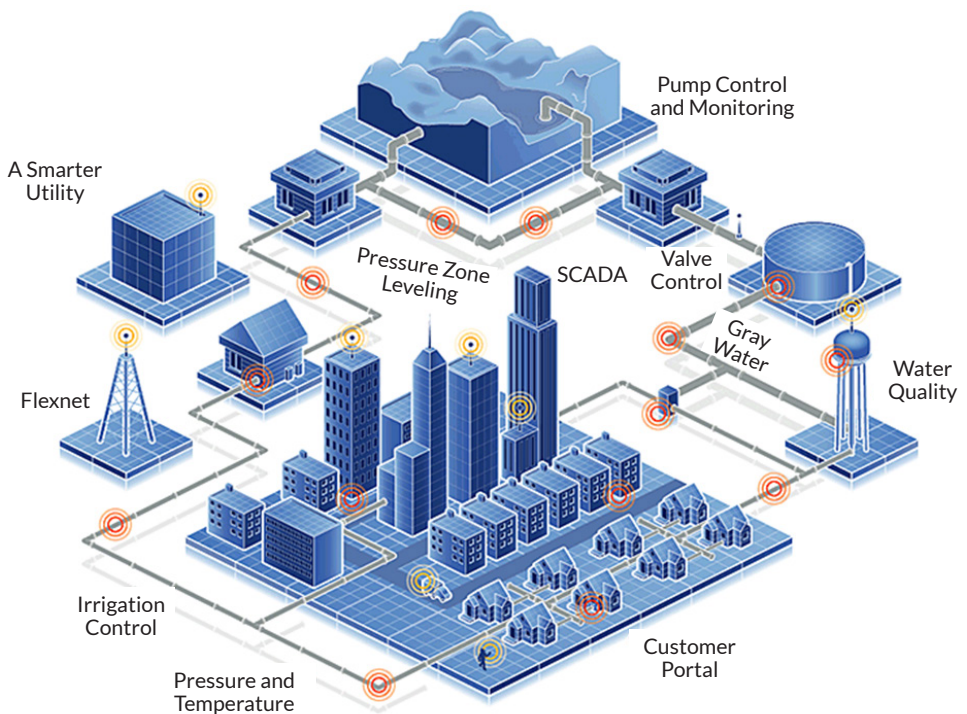 Pump Control
and Monitoring
A Smarter
Utility
Pressure Zone
Leveling
SCADA
Valve
Control
Gray
Water
Flexnet
Water
Quality
Irrigation
Control
Customer
Portal
Pressure and
Temperature